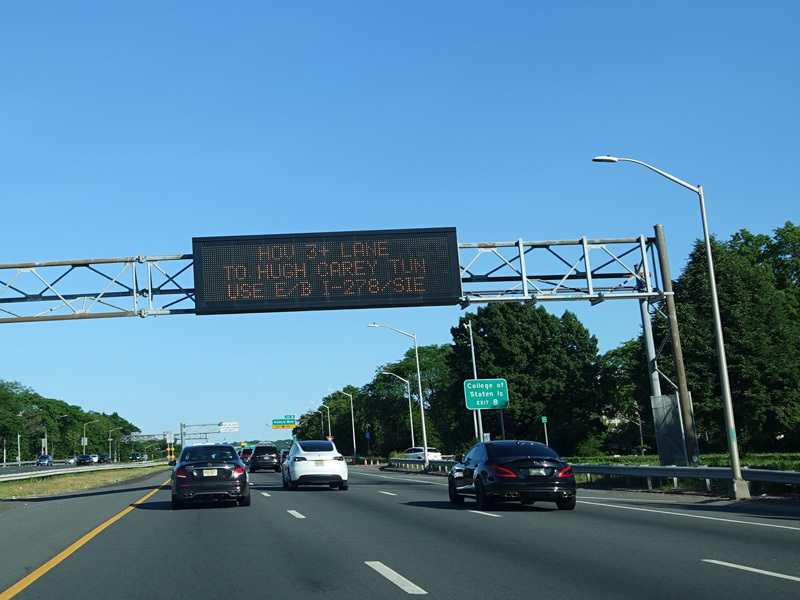 HOV 3+ LANE
TO HUGH CAREY TUN
USE E/B I-278/SIE
College of
Staten Is
EXIT 8